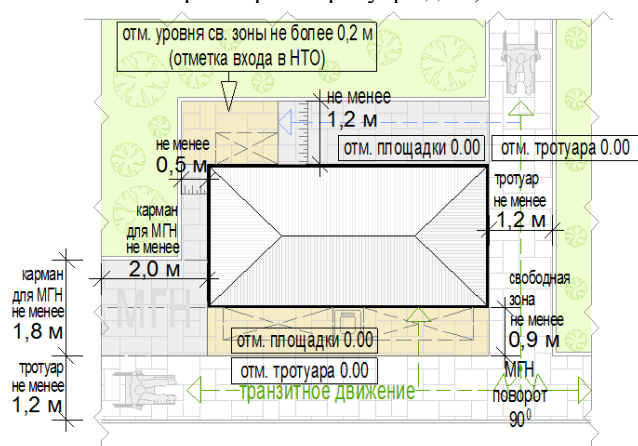 отм. уровня св. зоны не более 0,2 м
(отметка входа в НТО)
не менее
1,2 м
не менее
0,5 м
отм. площадки 0.00
отм. тротуара 0.00
тротуар
не менее
1,2 м
карман
для МГН
не менее
2,0 м
карман
для МГН
не менее
1,8 м
МГН
свободная
зона
не менее
0,9 м
отм. площадки 0.00
отм. тротуара 0.00
тротуар
не менее
1,2 м
транзитное движение
МГН
поворот
90⁰